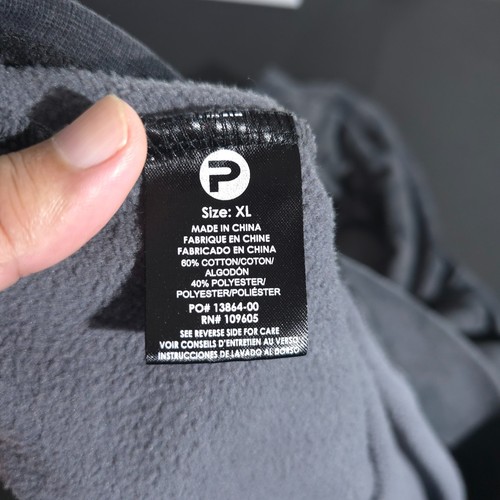 P
Size: XL
MADE IN CHINA
FABRIQUE EN CHINE
FABRICADO EN CHINA
60% COTTON/COTON/
ALGODÓN
40% POLYESTER/
POLYESTER/POLIÉSTER
PO# 13864-00
RN# 109605
SEE REVERSE SIDE FOR CARE
VOIR CONSEILS D'ENTRETIEN AU VERSO
INSTRUCCIONES DE LAVADO AL DORSO